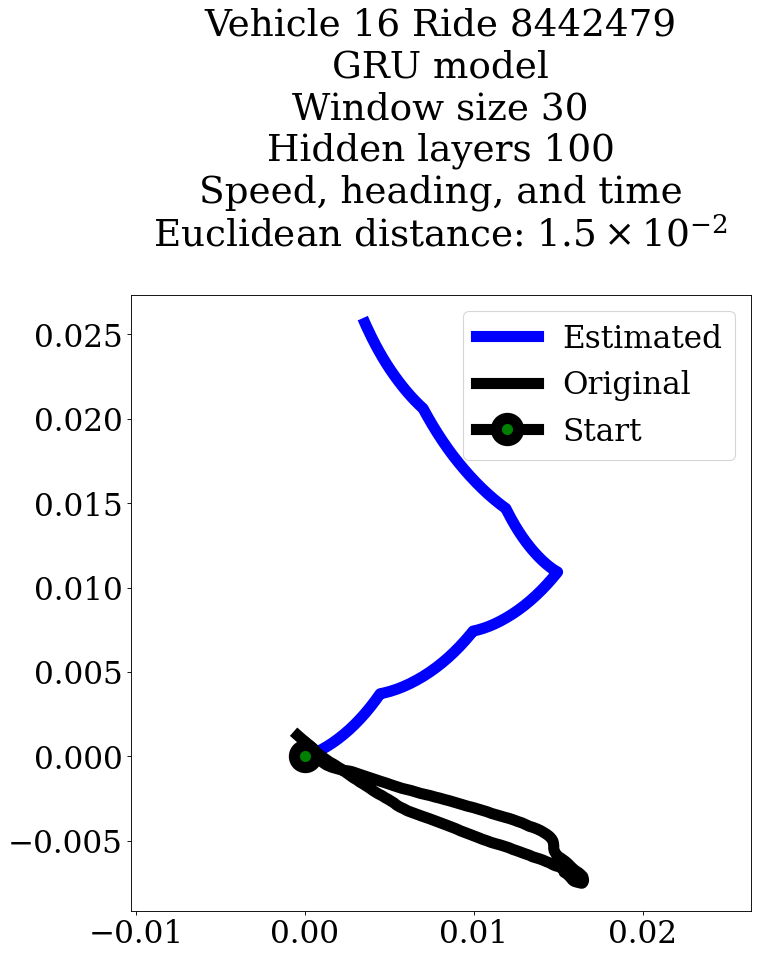 Vehicle 16 Ride 8442479
GRU model
Window size 30
Hidden layers 100
Speed, heading, and time
Euclidean distance: 1.5 × 10⁻²
Estimated
Original
Start
0.025
0.020
0.015
0.010
0.005
0.000
−0.005
−0.01 0.00 0.01 0.02